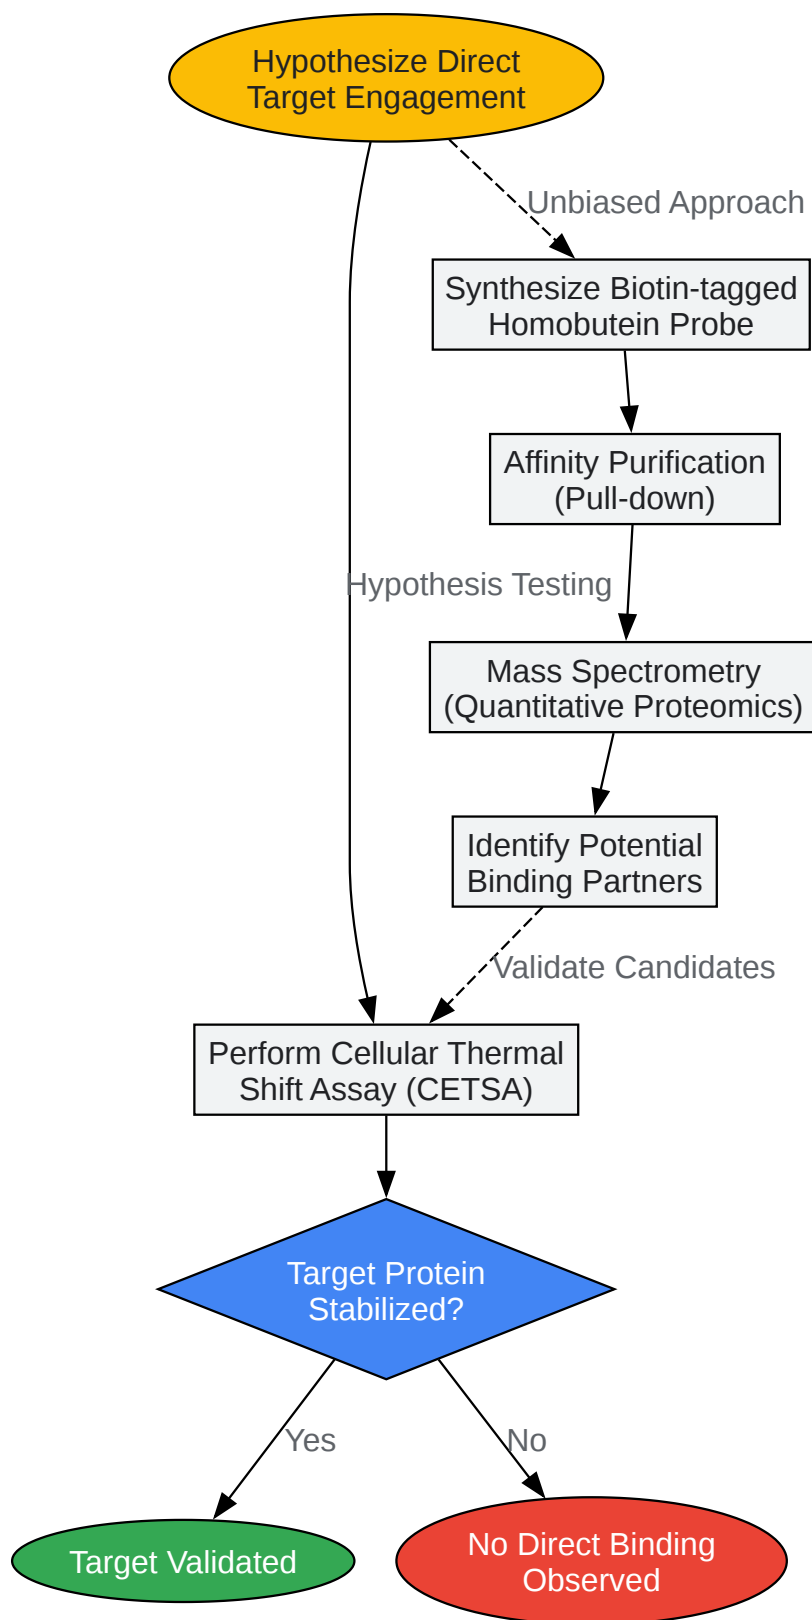 Hypothesize Direct
Target Engagement
Unbiased Approach
Synthesize Biotin-tagged
Homobutein Probe
Affinity Purification
(Pull-down)
Hypothesis Testing
Mass Spectrometry
(Quantitative Proteomics)
Identify Potential
Binding Partners
Validate Candidates
Perform Cellular Thermal
Shift Assay (CETSA)
Target Protein
Stabilized?
Yes
No
Target Validated
No Direct Binding
Observed